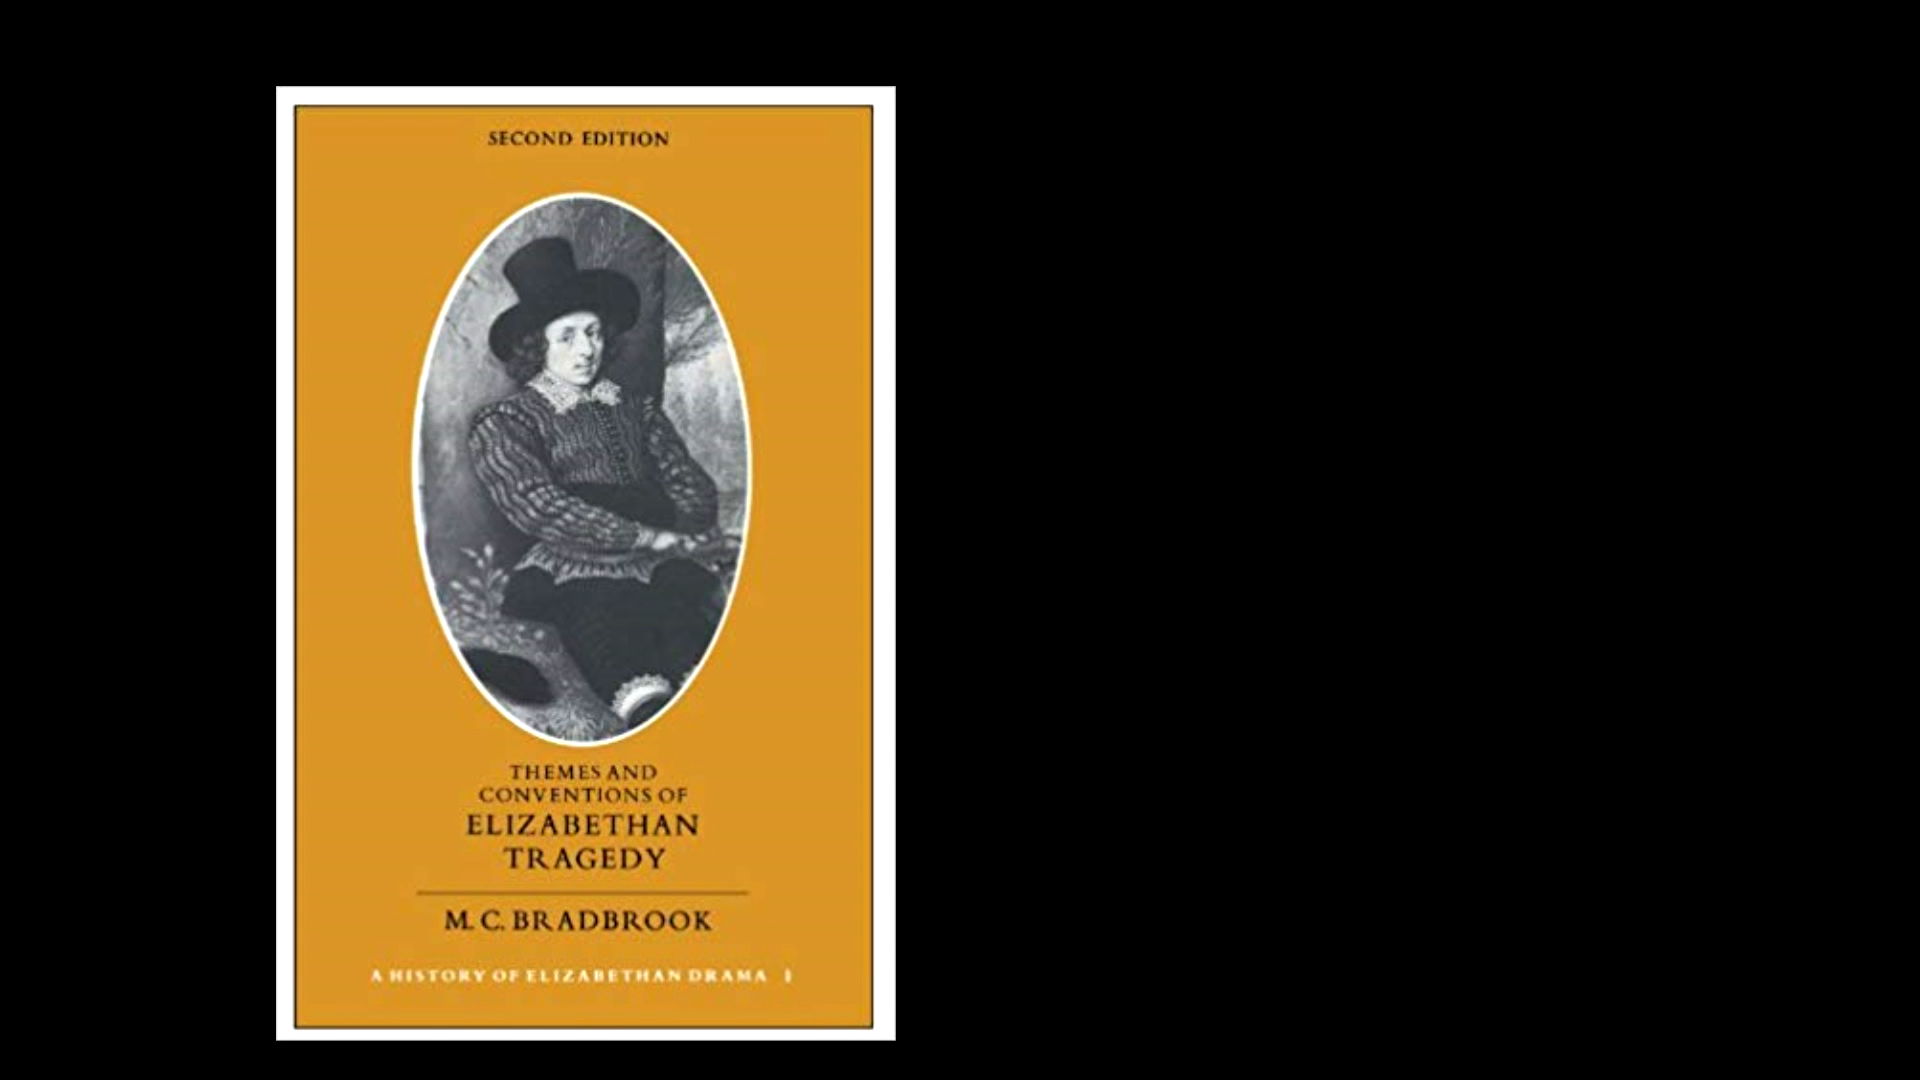 SECOND EDITION
THEMES AND
CONVENTIONS OF
ELIZABETHAN
TRAGEDY
M. C. BRADBROOK
A HISTORY OF ELIZABETHAN DRAMA 1